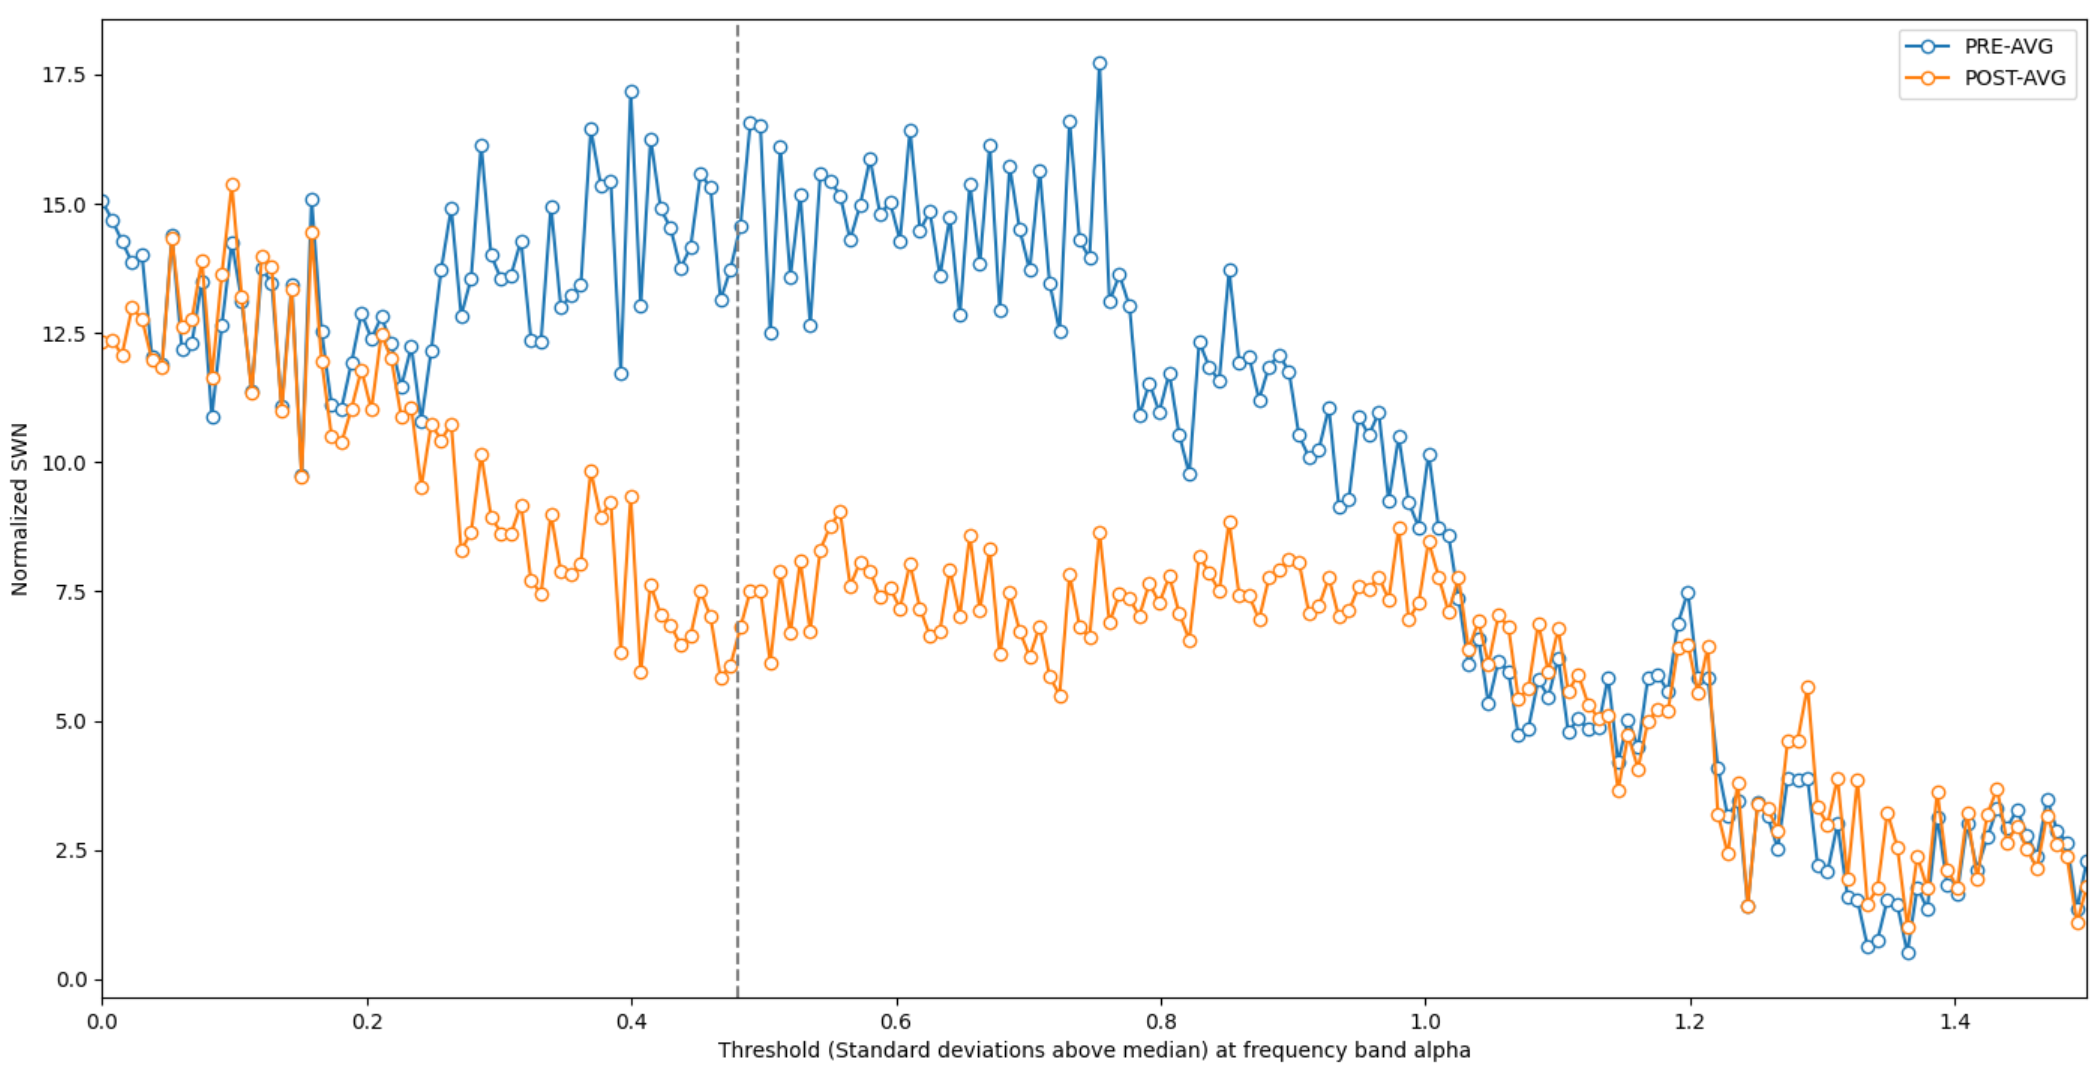 PRE-AVG
POST-AVG
17.5
15.0
12.5
10.0
7.5
5.0
2.5
0.0
Normalized SWN
0.0 0.2 0.4 0.6 0.8 1.0 1.2 1.4
Threshold (Standard deviations above median) at frequency band alpha